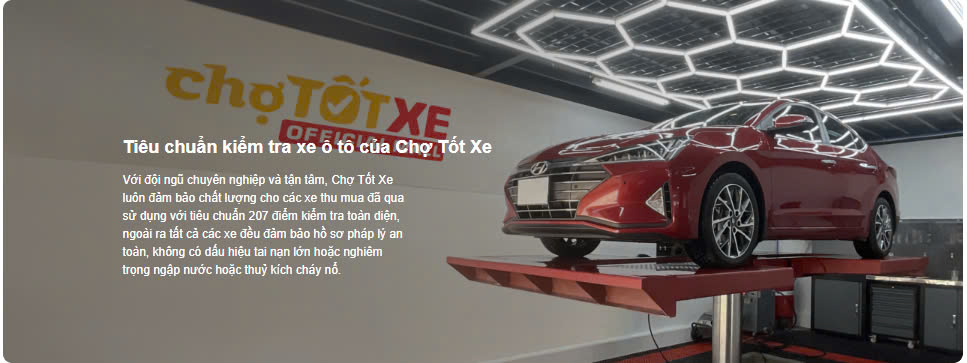 chợTỐTXE
OFFICIAL
Tiêu chuẩn kiểm tra xe ô tô của Chợ Tốt Xe
Với đội ngũ chuyên nghiệp và tận tâm, Chợ Tốt Xe
luôn đảm bảo chất lượng cho các xe thu mua đã qua
sử dụng với tiêu chuẩn 207 điểm kiểm tra toàn diện,
ngoài ra tất cả các xe đều đảm bảo hồ sơ pháp lý an
toàn, không có dấu hiệu tai nạn lớn hoặc nghiêm
trọng ngập nước hoặc thuỷ kích cháy nổ.